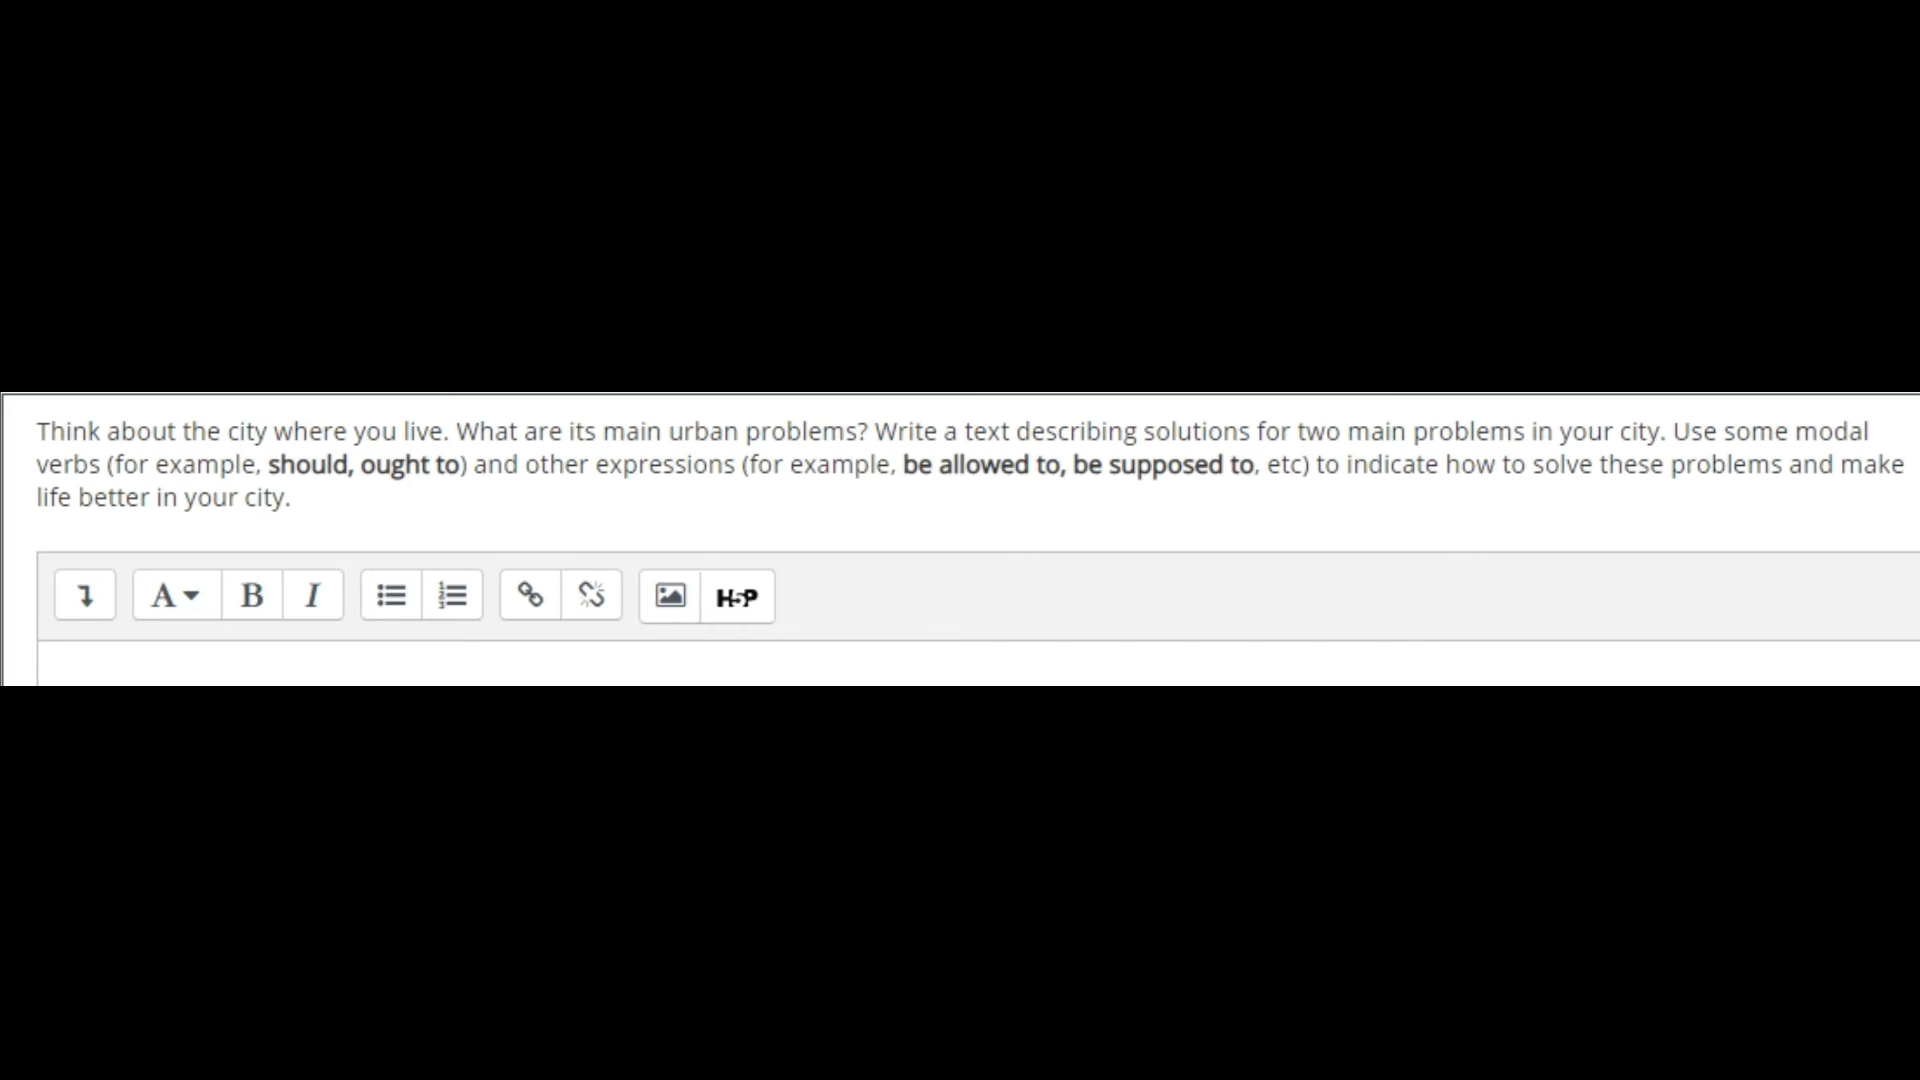 Think about the city where you live. What are its main urban problems? Write a text describing solutions for two main problems in your city. Use some modal
verbs (for example, should, ought to) and other expressions (for example, be allowed to, be supposed to, etc) to indicate how to solve these problems and make
life better in your city.
A B I H5P